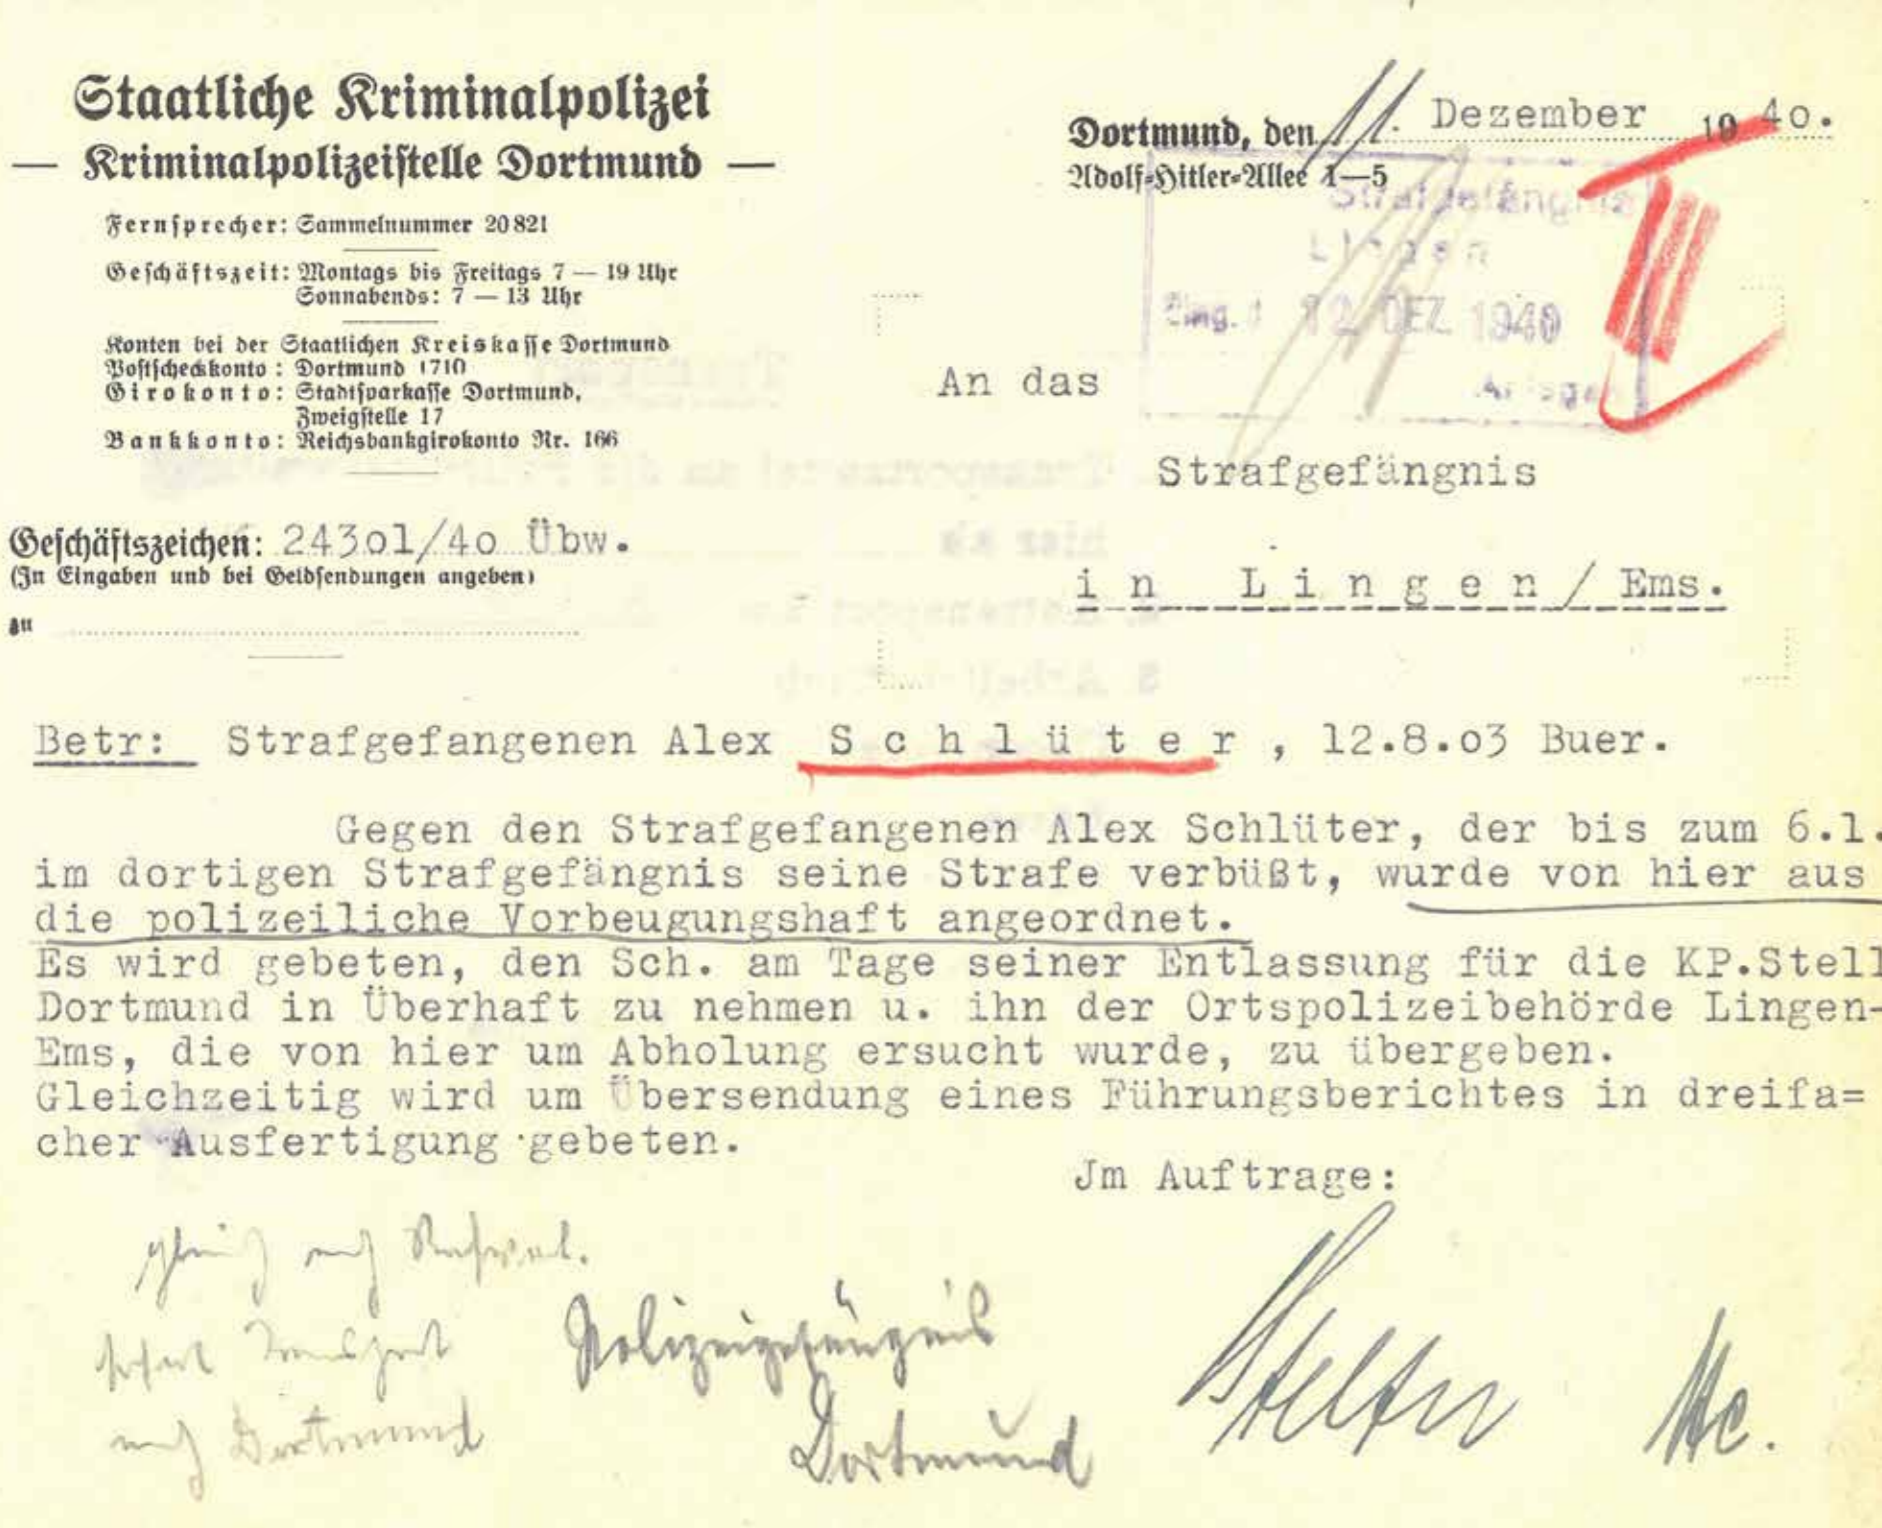 Staatliche Kriminalpolizei
— Kriminalpolizeistelle Dortmund —
Fernsprecher: Sammelnummer 20821
Geschäftszeit: Montags bis Freitags 7 — 19 Uhr
Sonnabends: 7 — 13 Uhr
Konten bei der Staatlichen Kreiskasse Dortmund
Postscheckkonto: Dortmund 1710
Girokonto: Stadtsparkasse Dortmund,
Zweigstelle 17
Bankkonto: Reichsbankgirokonto Nr. 166
Geschäftszeichen: 24301/40 Übw.
(In Eingaben und bei Geldsendungen angeben)
zu
Dortmund, den 11. Dezember 1940.
Adolf-Hitler-Allee 1—5
Strafgefängnis
Lingen
Eing. 12. DEZ. 1940
II
An das
Strafgefängnis
in Lingen/Ems.
Betr: Strafgefangenen Alex Schlüter, 12.8.03 Buer.
Gegen den Strafgefangenen Alex Schlüter, der bis zum 6.1.
im dortigen Strafgefängnis seine Strafe verbüßt, wurde von hier aus
die polizeiliche Vorbeugungshaft angeordnet.
Es wird gebeten, den Sch. am Tage seiner Entlassung für die KP.Stell
Dortmund in Überhaft zu nehmen u. ihn der Ortspolizeibehörde Lingen-
Ems, die von hier um Abholung ersucht wurde, zu übergeben.
Gleichzeitig wird um Übersendung eines Führungsberichtes in dreifa=
cher Ausfertigung gebeten.
Jm Auftrage:
Polizeigefängnis
Dortmund
Transport
nach Dortmund